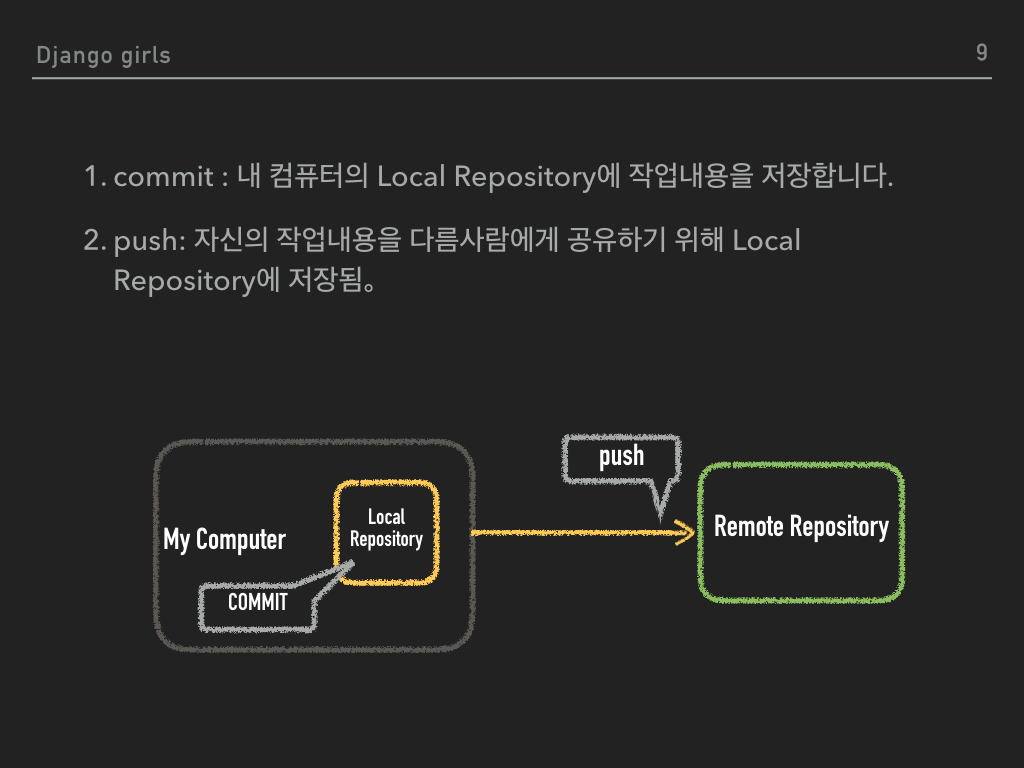 Django girls
9
1. commit : 내 컴퓨터의 Local Repository에 작업내용을 저장합니다.
2. push: 자신의 작업내용을 다름사람에게 공유하기 위해 Local
Repository에 저장됨。
push
Local
Repository
My Computer
Remote Repository
COMMIT